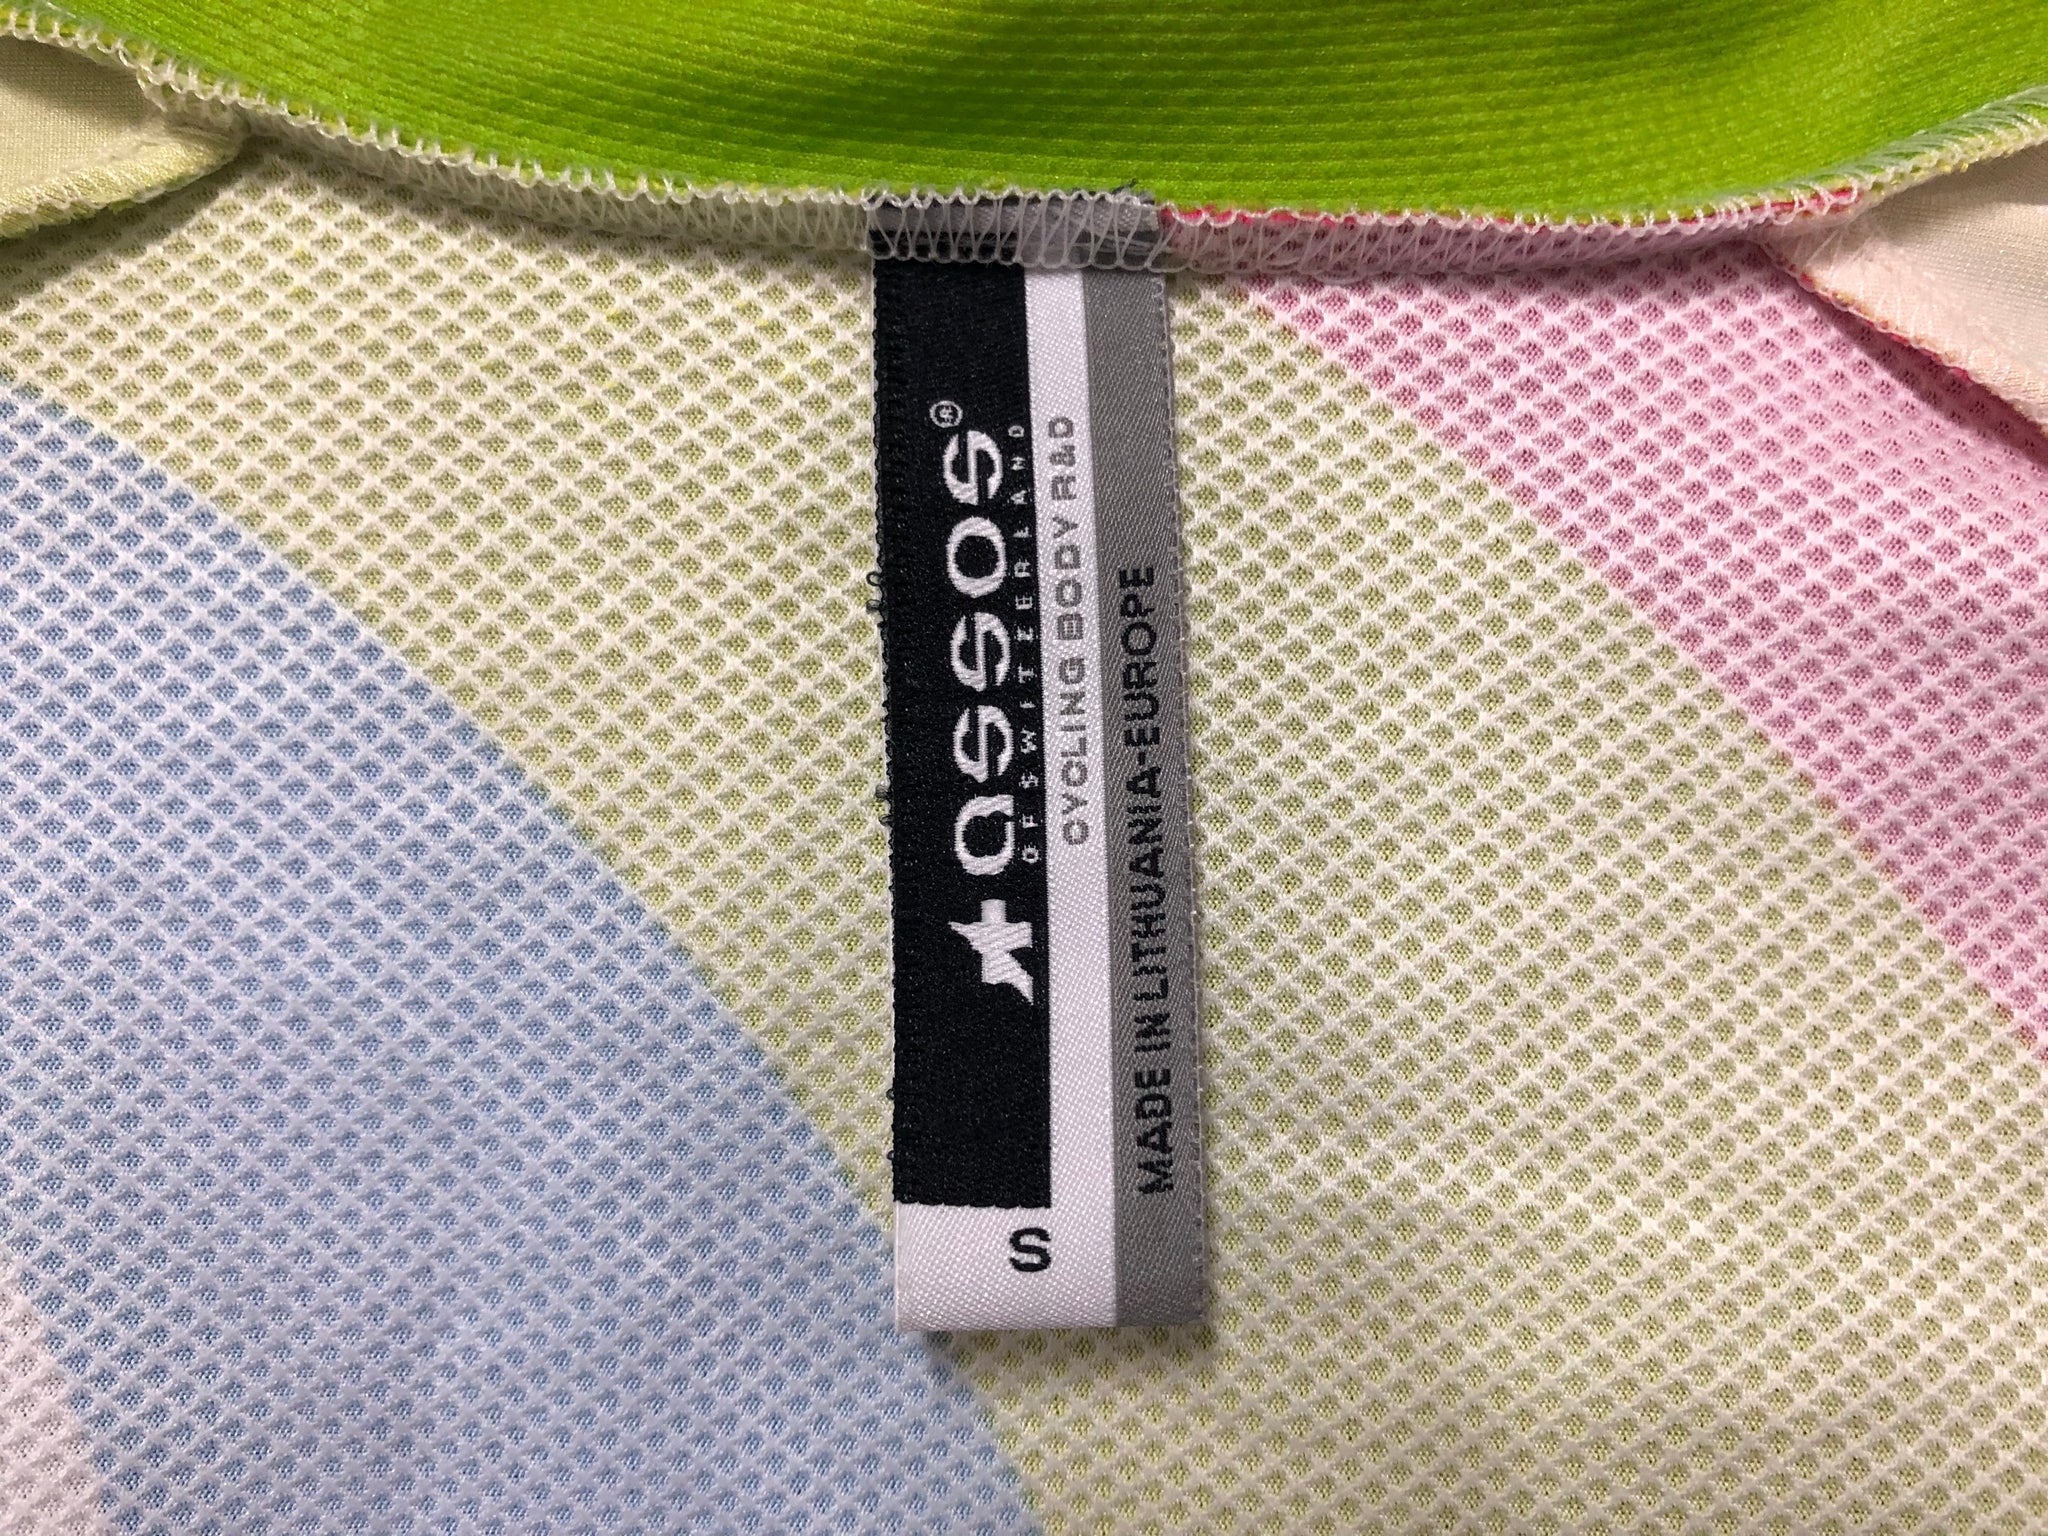 assos®
OF SWITZERLAND
CYCLING BODY R&D
MADE IN LITHUANIA-EUROPE
S